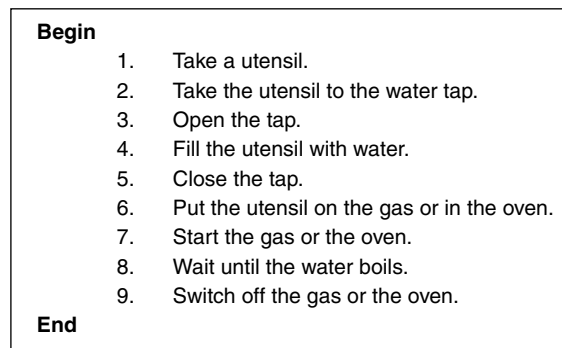 Begin
1. Take a utensil.
2. Take the utensil to the water tap.
3. Open the tap.
4. Fill the utensil with water.
5. Close the tap.
6. Put the utensil on the gas or in the oven.
7. Start the gas or the oven.
8. Wait until the water boils.
9. Switch off the gas or the oven.
End